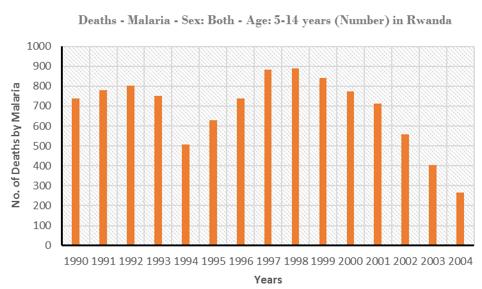 Deaths - Malaria - Sex: Both - Age: 5-14 years (Number) in Rwanda
1000
900
800
700
600
500
400
300
200
100
0
No. of Deaths by Malaria
1990 1991 1992 1993 1994 1995 1996 1997 1998 1999 2000 2001 2002 2003 2004
Years